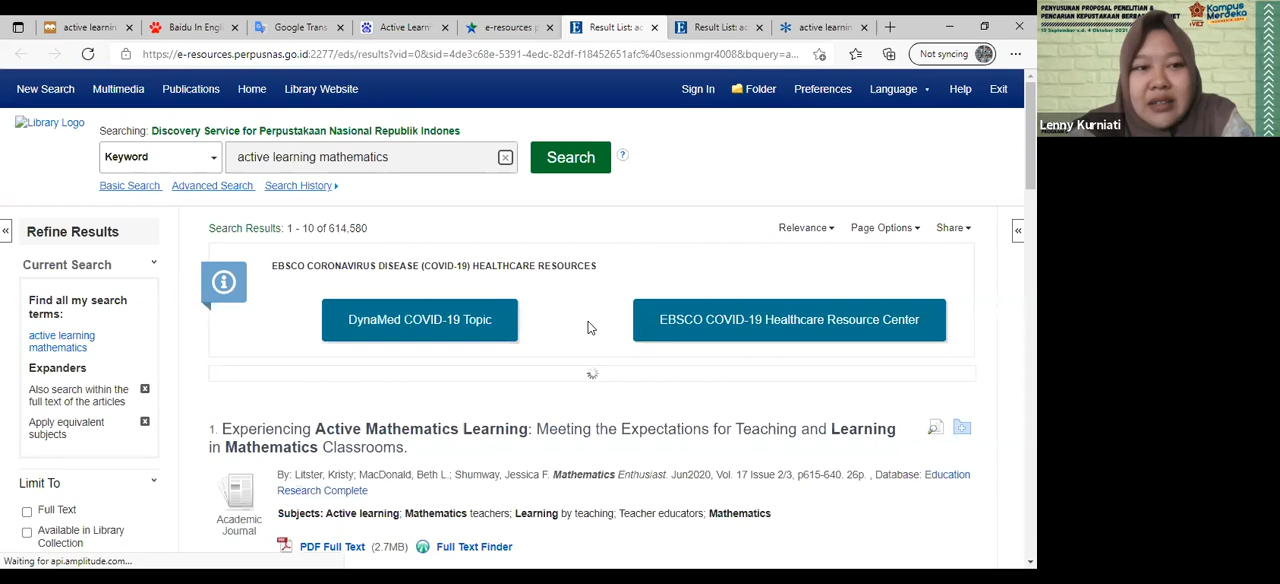 active learnin
Baidu In Engl
Google Trans
Active Learni
e-resources p
Result List: ac
Result List: ac
active learnin
https://e-resources.perpusnas.go.id:2277/eds/results?vid=0&sid=4de3c68e-5391-4edc-82df-f18452651afc%40sessionmgr4008&bquery=a...
Not syncing
New Search
Multimedia
Publications
Home
Library Website
Sign In
Folder
Preferences
Language
Help
Exit
Library Logo
Searching: Discovery Service for Perpustakaan Nasional Republik Indones
Keyword
active learning mathematics
Search
Basic Search
Advanced Search
Search History
Refine Results
Current Search
Find all my search
terms:
active learning
mathematics
Expanders
Also search within the
full text of the articles
Apply equivalent
subjects
Limit To
Full Text
Available in Library
Collection
Waiting for api.amplitude.com...
Search Results: 1 - 10 of 614,580
Relevance
Page Options
Share
EBSCO CORONAVIRUS DISEASE (COVID-19) HEALTHCARE RESOURCES
DynaMed COVID-19 Topic
EBSCO COVID-19 Healthcare Resource Center
1. Experiencing Active Mathematics Learning: Meeting the Expectations for Teaching and Learning
in Mathematics Classrooms.
By: Litster, Kristy; MacDonald, Beth L.; Shumway, Jessica F. Mathematics Enthusiast. Jun2020, Vol. 17 Issue 2/3, p615-640. 26p. , Database: Education
Research Complete
Academic
Journal
Subjects: Active learning; Mathematics teachers; Learning by teaching; Teacher educators; Mathematics
PDF Full Text (2.7MB)
Full Text Finder
PENYUSUNAN PROPOSAL PENELITIAN &
PENCARIAN KEPUSTAKAAN
Kampus
Merdeka
Lenny Kurniati